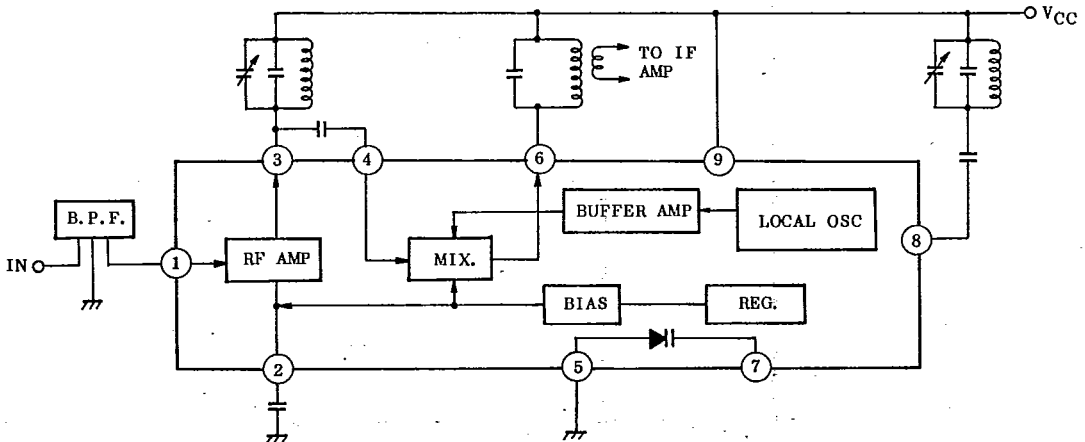 VCC
TO IF
AMP
3
4
6
9
B.P.F.
BUFFER AMP
LOCAL OSC
8
IN
1
RF AMP
MIX.
BIAS
REG.
2
5
7